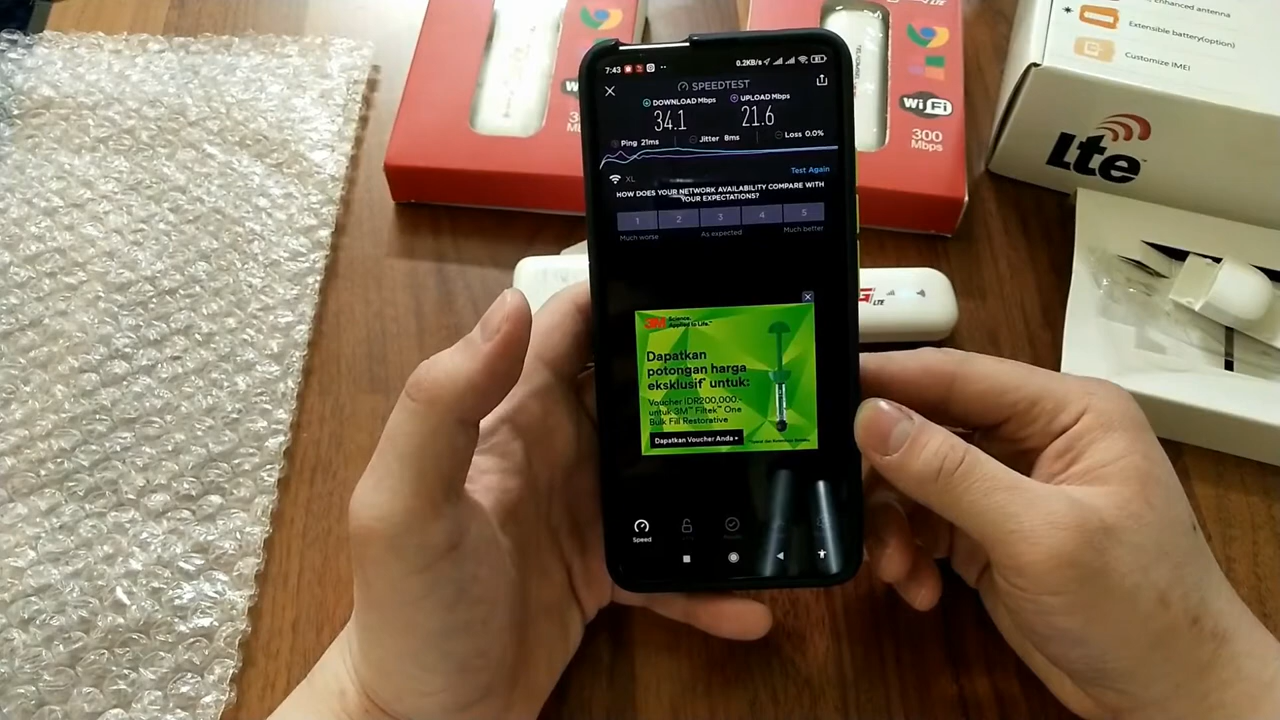 enhanced antenna
Extensible battery(option)
Customize IMEI
Lte
WiFi
300
Mbps
TELKOMSEL
LTE
7:43
0.2KB/s
SPEEDTEST
DOWNLOAD Mbps
UPLOAD Mbps
34.1
21.6
Ping 21ms
Jitter 8ms
Loss 0.0%
Test Again
XL
HOW DOES YOUR NETWORK AVAILABILITY COMPARE WITH
YOUR EXPECTATIONS?
1 2 3 4 5
Much worse As expected Much better
3M Science.
Applied to Life.™
Dapatkan
potongan harga
eksklusif* untuk:
Voucher IDR200,000.-
untuk 3M™ Filtek™ One
Bulk Fill Restorative
Dapatkan Voucher Anda
Speed